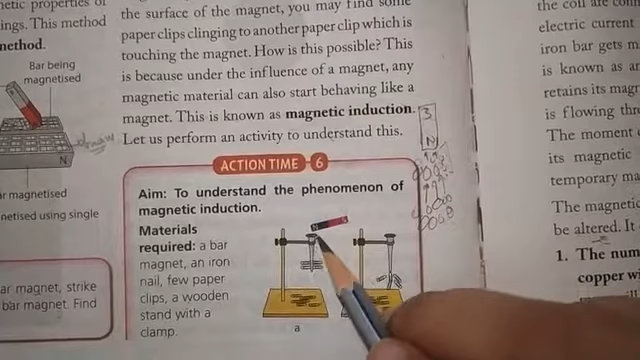 netic properties of
ings. This method
method.
Bar being
magnetised
N
ar magnetised
netised using single
ar magnet, strike
bar magnet. Find
the surface of the magnet, you may find some
paper clips clinging to another paper clip which is
touching the magnet. How is this possible? This
is because under the influence of a magnet, any
magnetic material can also start behaving like a
magnet. This is known as magnetic induction.
Let us perform an activity to understand this.
ACTION TIME 6
Aim: To understand the phenomenon of
magnetic induction.
Materials
required: a bar
magnet, an iron
nail, few paper
clips, a wooden
stand with a
clamp.
N
a
N
the coil are
electric current
iron bar gets m
is known as an
retains its magn
is flowing thr
The moment
its magnetic
temporary ma
The magnetic
be altered. It
1. The num
copper wi